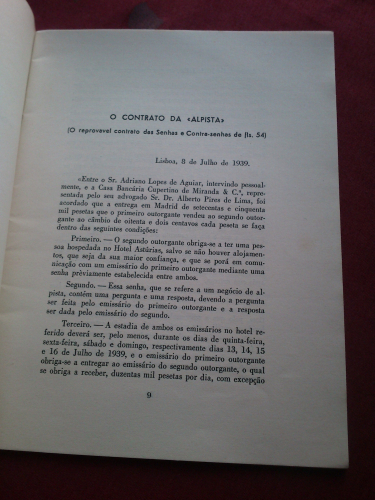 O CONTRATO DA «ALPISTA»
(O reprovavel contrato das Senhas e Contra-senhas de fls. 54)
Lisboa, 8 de Julho de 1939.
«Entre o Sr. Adriano Lopes de Aguiar, intervindo pessoal-
mente, e a Casa Bancária Cupertino de Miranda & C.ª, repre-
sentada pelo seu advogado Sr. Dr. Alberto Pires de Lima, foi
acordado que a entrega em Madrid de setecentas e cinquenta
mil pesetas que o primeiro outorgante vendeu ao segundo outor-
gante ao câmbio de oitenta e dois centavos cada peseta se faça
dentro das seguintes condições:
Primeiro. — O segundo outorgante obriga-se a ter uma pes-
soa hospedada no Hotel Astúrias, salvo se não houver alojamen-
tos, que seja da sua maior confiança, e que se porá em comu-
nicação com um emissário do primeiro outorgante mediante uma
senha prèviamente estabelecida entre ambos.
Segundo. — Essa senha, que se refere a um negócio de al-
pista, contém uma pergunta e uma resposta, devendo a pergunta
ser feita pelo emissário do primeiro outorgante e a resposta
ser dada pelo emissário do segundo.
Terceiro. — A estadia de ambos os emissários no hotel re-
ferido deverá ser, pelo menos, durante os dias de quinta-feira,
sexta-feira, sábado e domingo, respectivamente dias 13, 14, 15
e 16 de Julho de 1939, e o emissário do primeiro outorgante
obriga-se a entregar ao emissário do segundo outorgante, o qual
se obriga a receber, duzentas mil pesetas por dia, com excepção
9